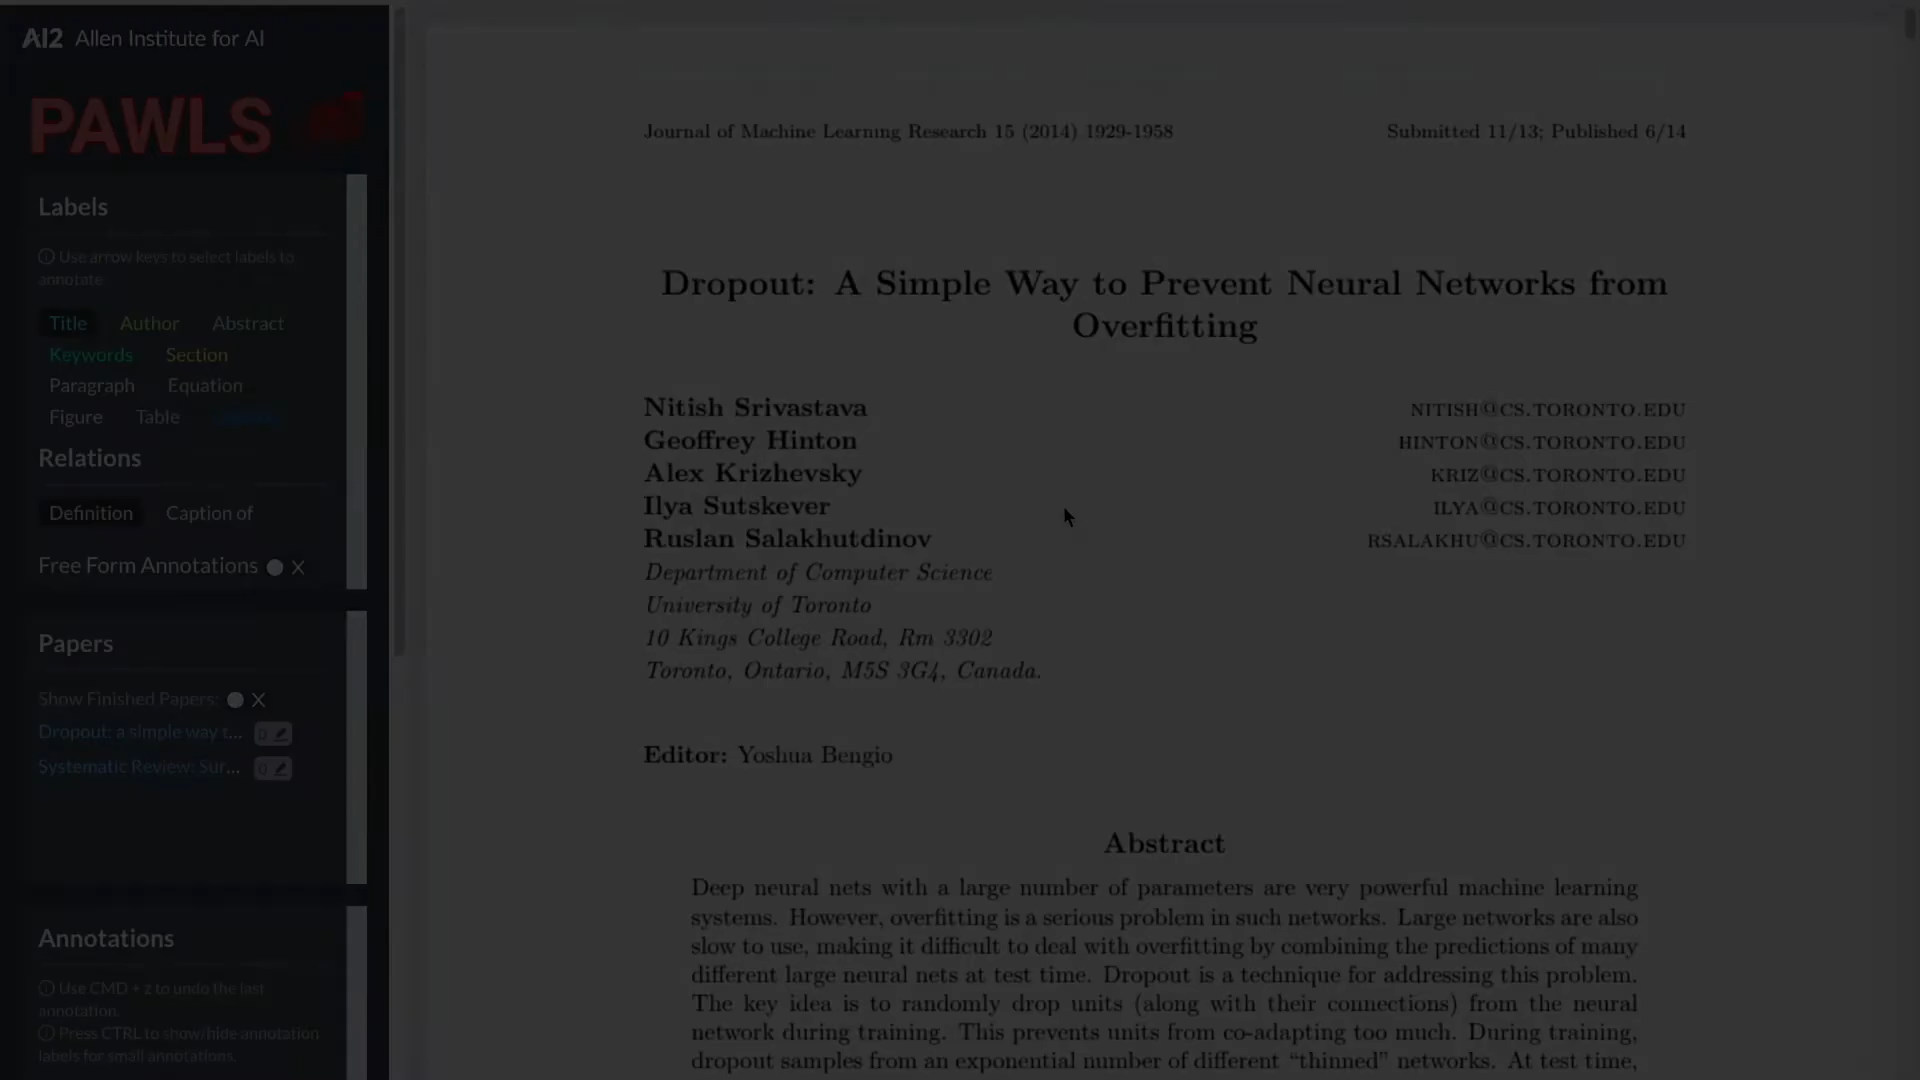 AI2 Allen Institute for AI
PAWLS
Labels
Use arrow keys to select labels to
annotate
Title Author Abstract
Keywords Section
Paragraph Equation
Figure Table
Relations
Definition Caption of
Free Form Annotations X
Papers
Show Finished Papers: X
Dropout: a simple way t... 0
Systematic Review: Sur... 0
Annotations
Use CMD + z to undo the last
annotation.
Press CTRL to show/hide annotation
labels for small annotations.
Journal of Machine Learning Research 15 (2014) 1929-1958 Submitted 11/13; Published 6/14
Dropout: A Simple Way to Prevent Neural Networks from
Overfitting
Nitish Srivastava NITISH@CS.TORONTO.EDU
Geoffrey Hinton HINTON@CS.TORONTO.EDU
Alex Krizhevsky KRIZ@CS.TORONTO.EDU
Ilya Sutskever ILYA@CS.TORONTO.EDU
Ruslan Salakhutdinov RSALAKHU@CS.TORONTO.EDU
Department of Computer Science
University of Toronto
10 Kings College Road, Rm 3302
Toronto, Ontario, M5S 3G4, Canada.
Editor: Yoshua Bengio
Abstract
Deep neural nets with a large number of parameters are very powerful machine learning
systems. However, overfitting is a serious problem in such networks. Large networks are also
slow to use, making it difficult to deal with overfitting by combining the predictions of many
different large neural nets at test time. Dropout is a technique for addressing this problem.
The key idea is to randomly drop units (along with their connections) from the neural
network during training. This prevents units from co-adapting too much. During training,
dropout samples from an exponential number of different “thinned” networks. At test time,